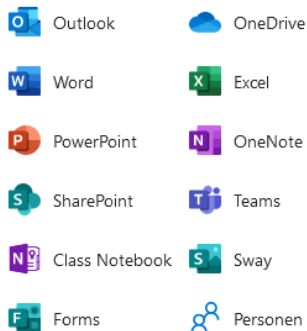 Outlook OneDrive
Word Excel
PowerPoint OneNote
SharePoint Teams
Class Notebook Sway
Forms Personen